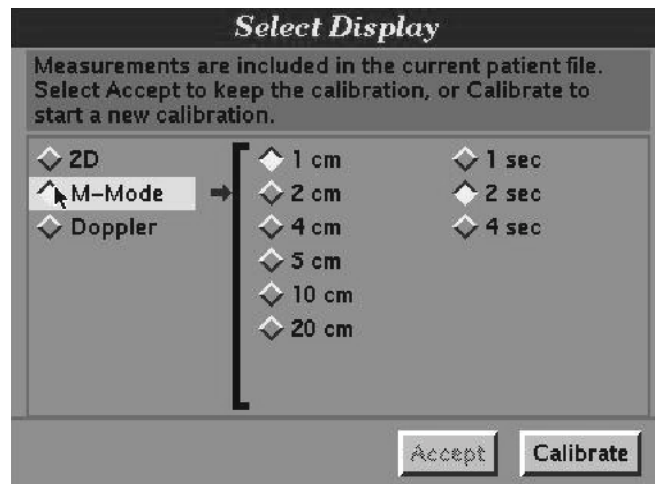 Select Display
Measurements are included in the current patient file.
Select Accept to keep the calibration, or Calibrate to
start a new calibration.
2D
M-Mode
Doppler
1 cm
2 cm
4 cm
5 cm
10 cm
20 cm
1 sec
2 sec
4 sec
Accept
Calibrate